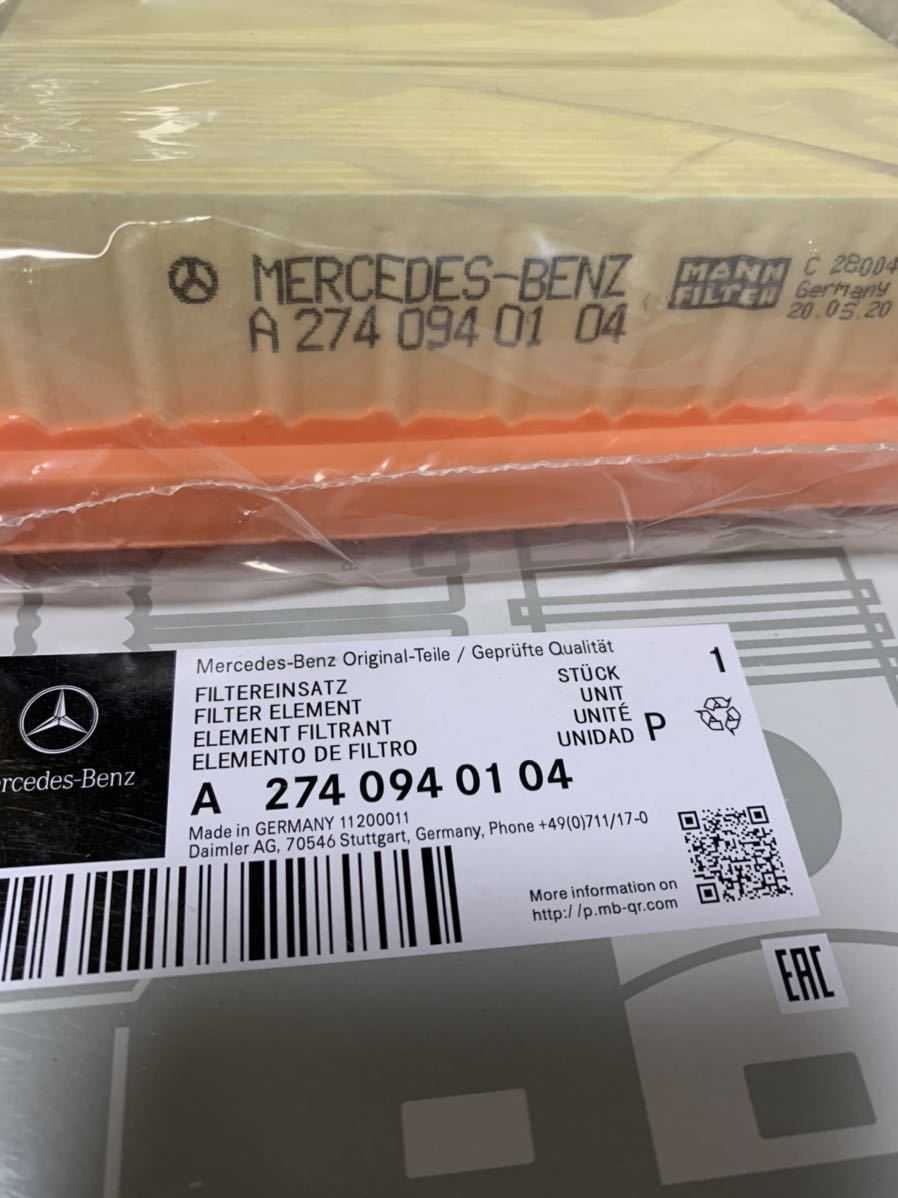 MERCEDES-BENZ
A 274 094 01 04
MANN
FILTER
C 28004
Germany
20.05.20
Mercedes-Benz Original-Teile / Geprüfte Qualität
FILTEREINSATZ
FILTER ELEMENT
ELEMENT FILTRANT
ELEMENTO DE FILTRO
STÜCK
UNIT
UNITÉ
UNIDAD P
1
rcedes-Benz
A 274 094 01 04
Made in GERMANY 11200011
Daimler AG, 70546 Stuttgart, Germany, Phone +49(0)711/17-0
More information on
http://p.mb-qr.com
EAC